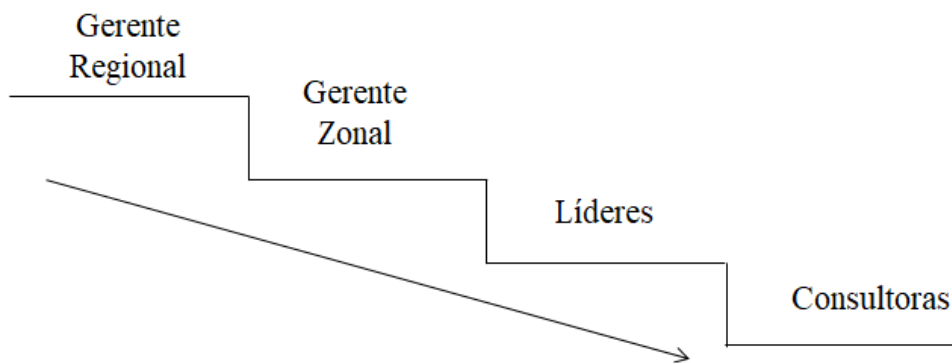 Gerente
Regional
Gerente
Zonal
Líderes
Consultoras